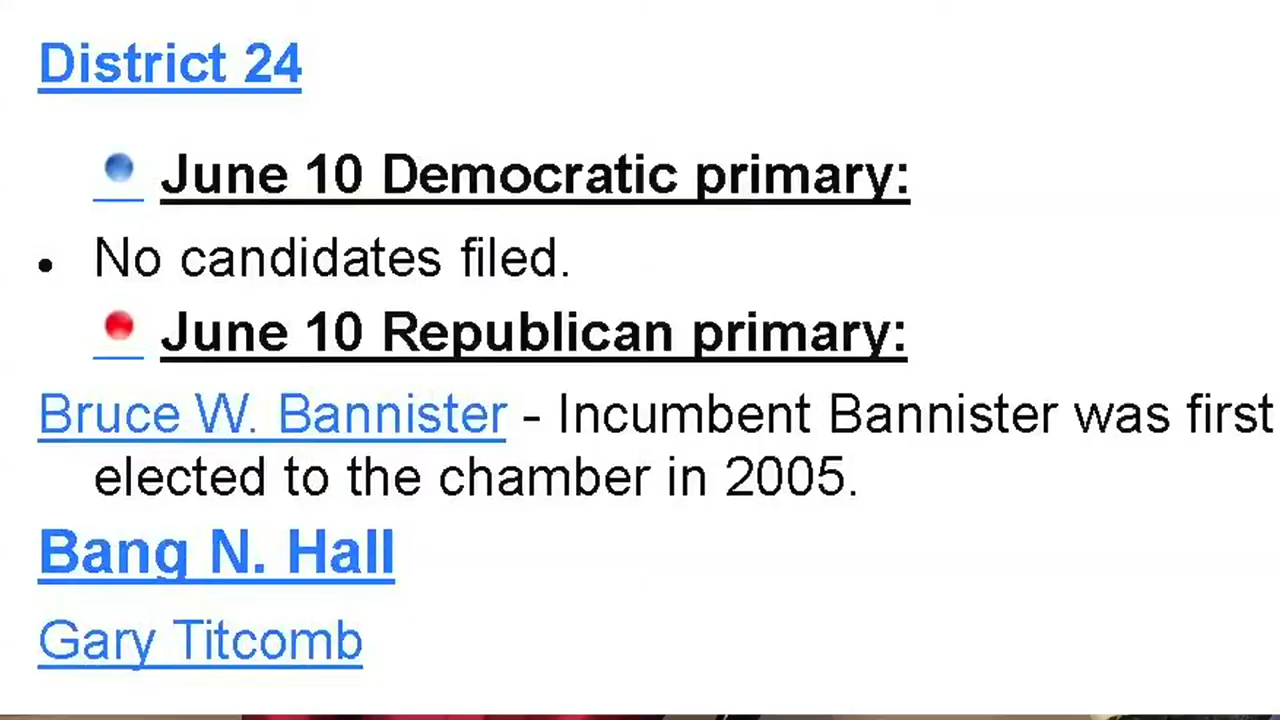 District 24
June 10 Democratic primary:
• No candidates filed.
June 10 Republican primary:
Bruce W. Bannister - Incumbent Bannister was first
elected to the chamber in 2005.
Bang N. Hall
Gary Titcomb